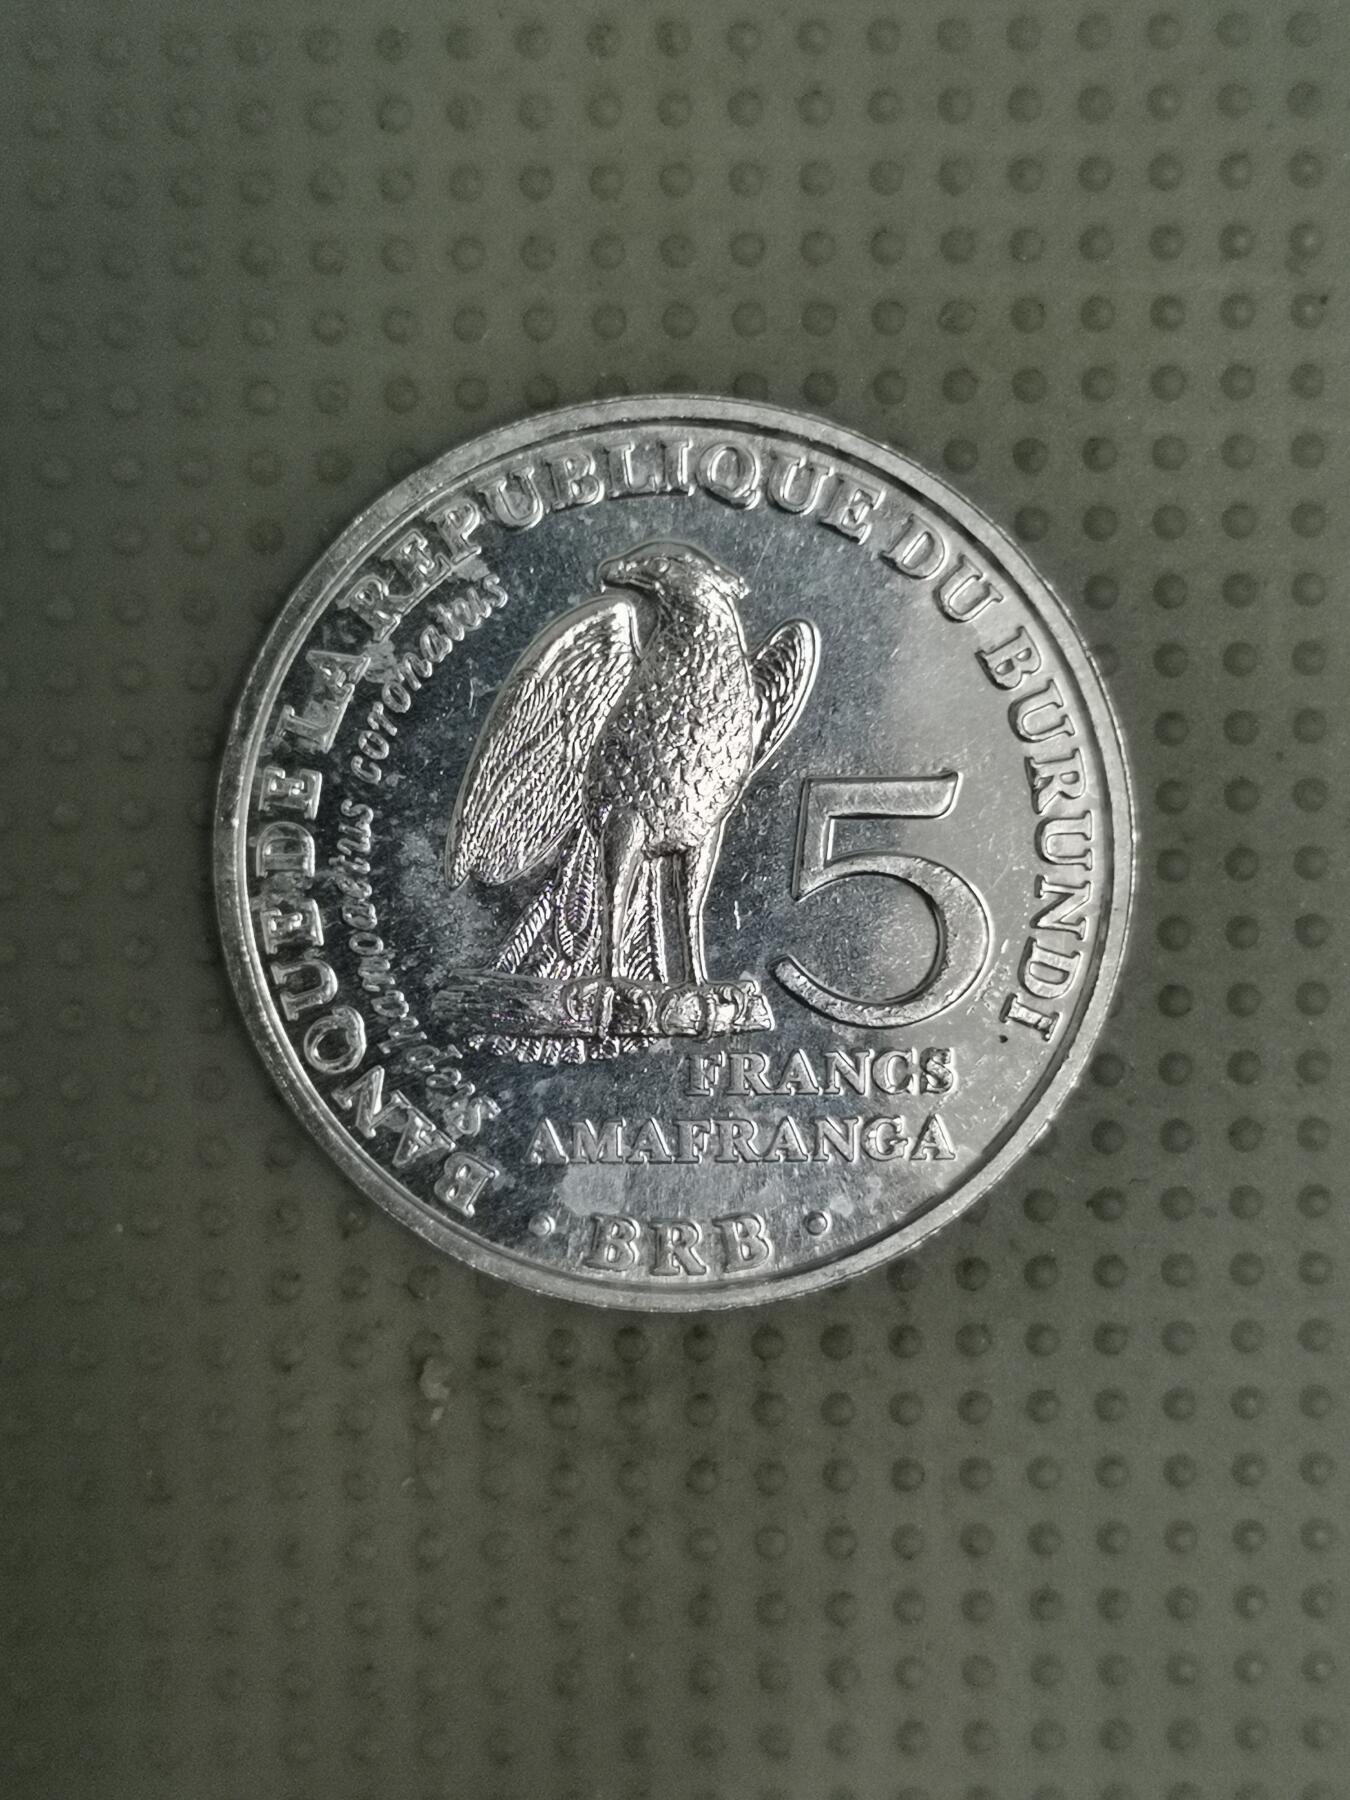 BANQUE DE LA REPUBLIQUE DU BURUNDI
Stephanoaetus coronatus
5
FRANCS
AMAFRANGA
• BRB •